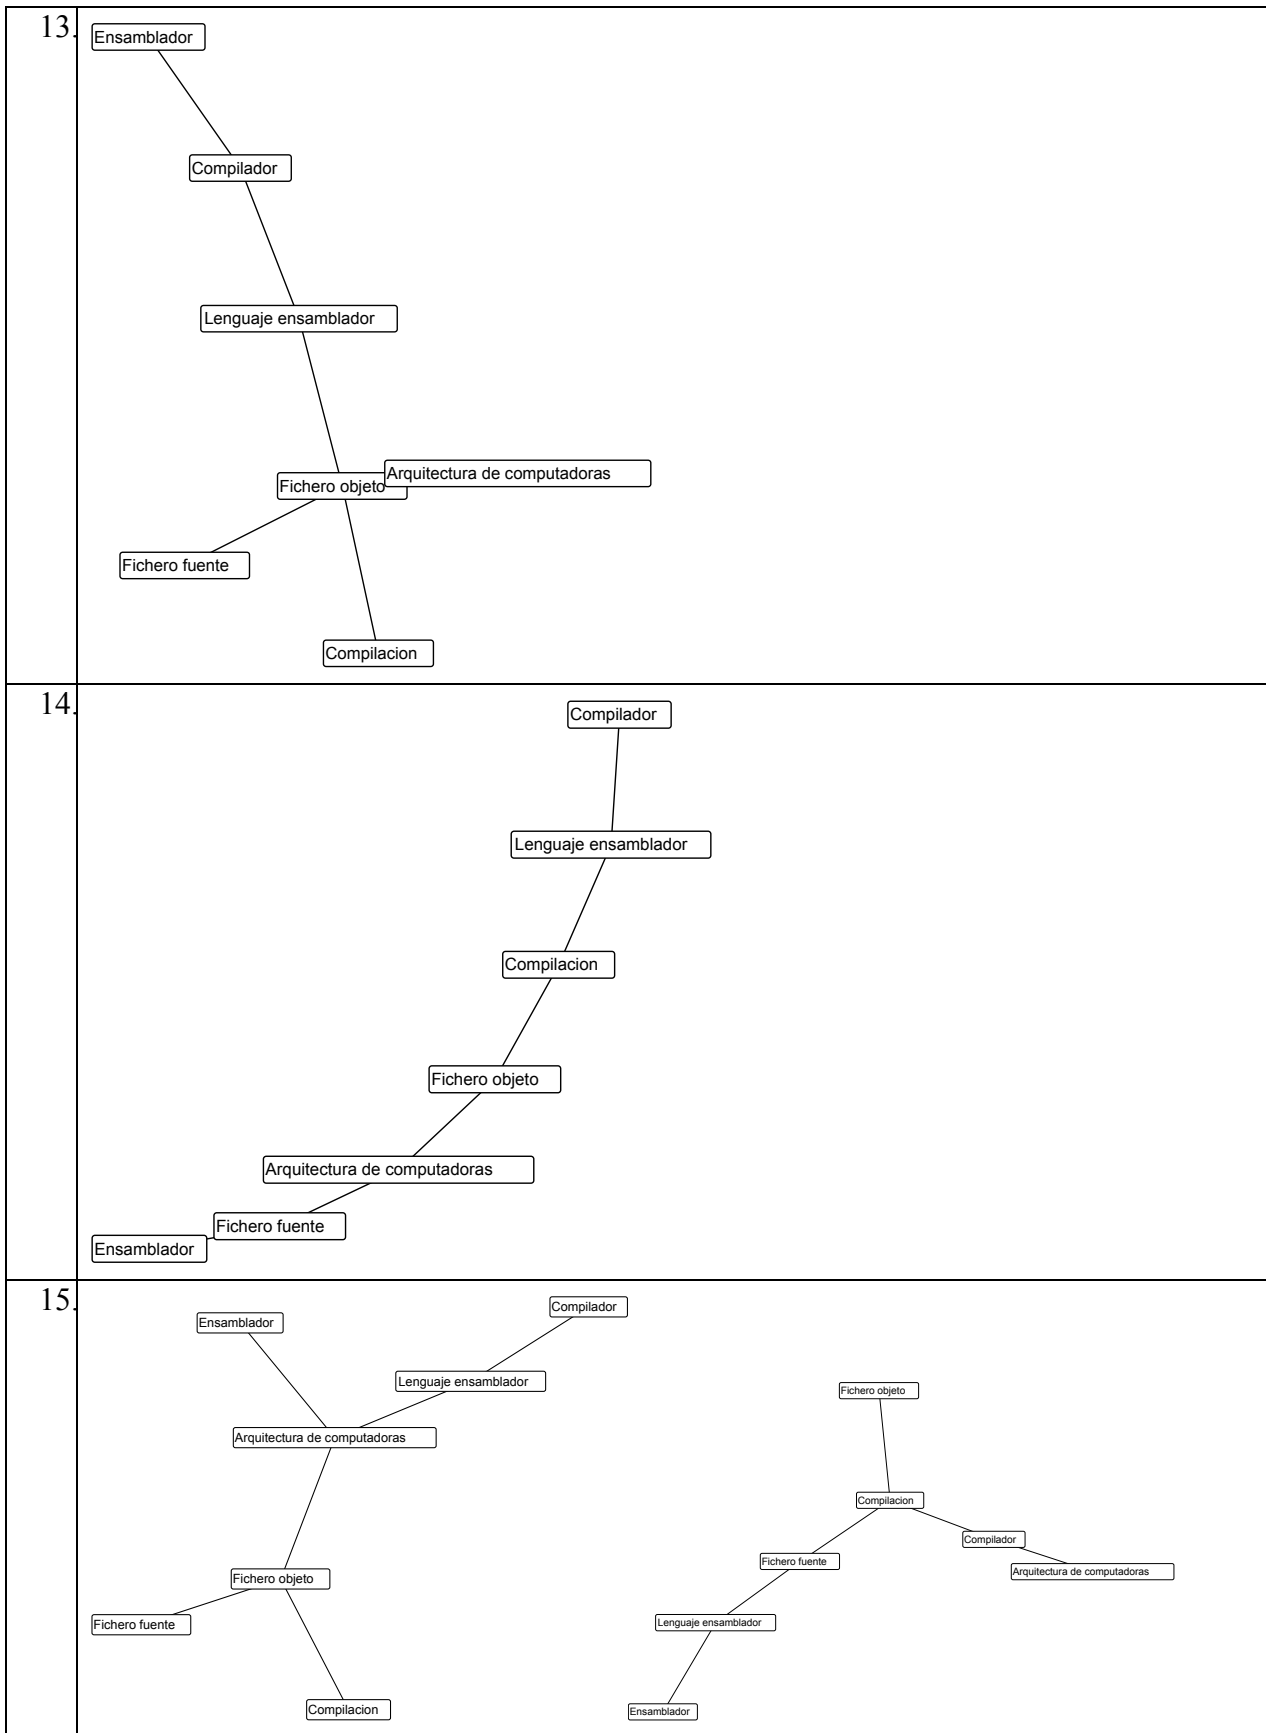 13.
Ensamblador
Compilador
Lenguaje ensamblador
Arquitectura de computadoras
Fichero objeto
Fichero fuente
Compilacion
14.
Compilador
Lenguaje ensamblador
Compilacion
Fichero objeto
Arquitectura de computadoras
Fichero fuente
Ensamblador
15.
Ensamblador
Compilador
Lenguaje ensamblador
Arquitectura de computadoras
Fichero objeto
Fichero fuente
Compilacion
Fichero objeto
Compilacion
Compilador
Fichero fuente
Arquitectura de computadoras
Lenguaje ensamblador
Ensamblador